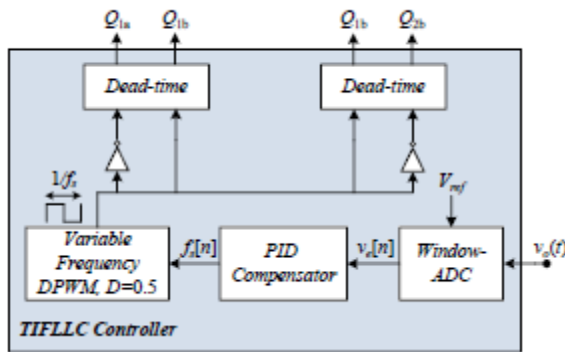 Q1a Q1b Q1b Q2b
Dead-time Dead-time
1/fs
Vref
Variable
Frequency
DPWM, D=0.5
fs[n]
PID
Compensator
ve[n]
Window-
ADC
vo(t)
TIFLLC Controller